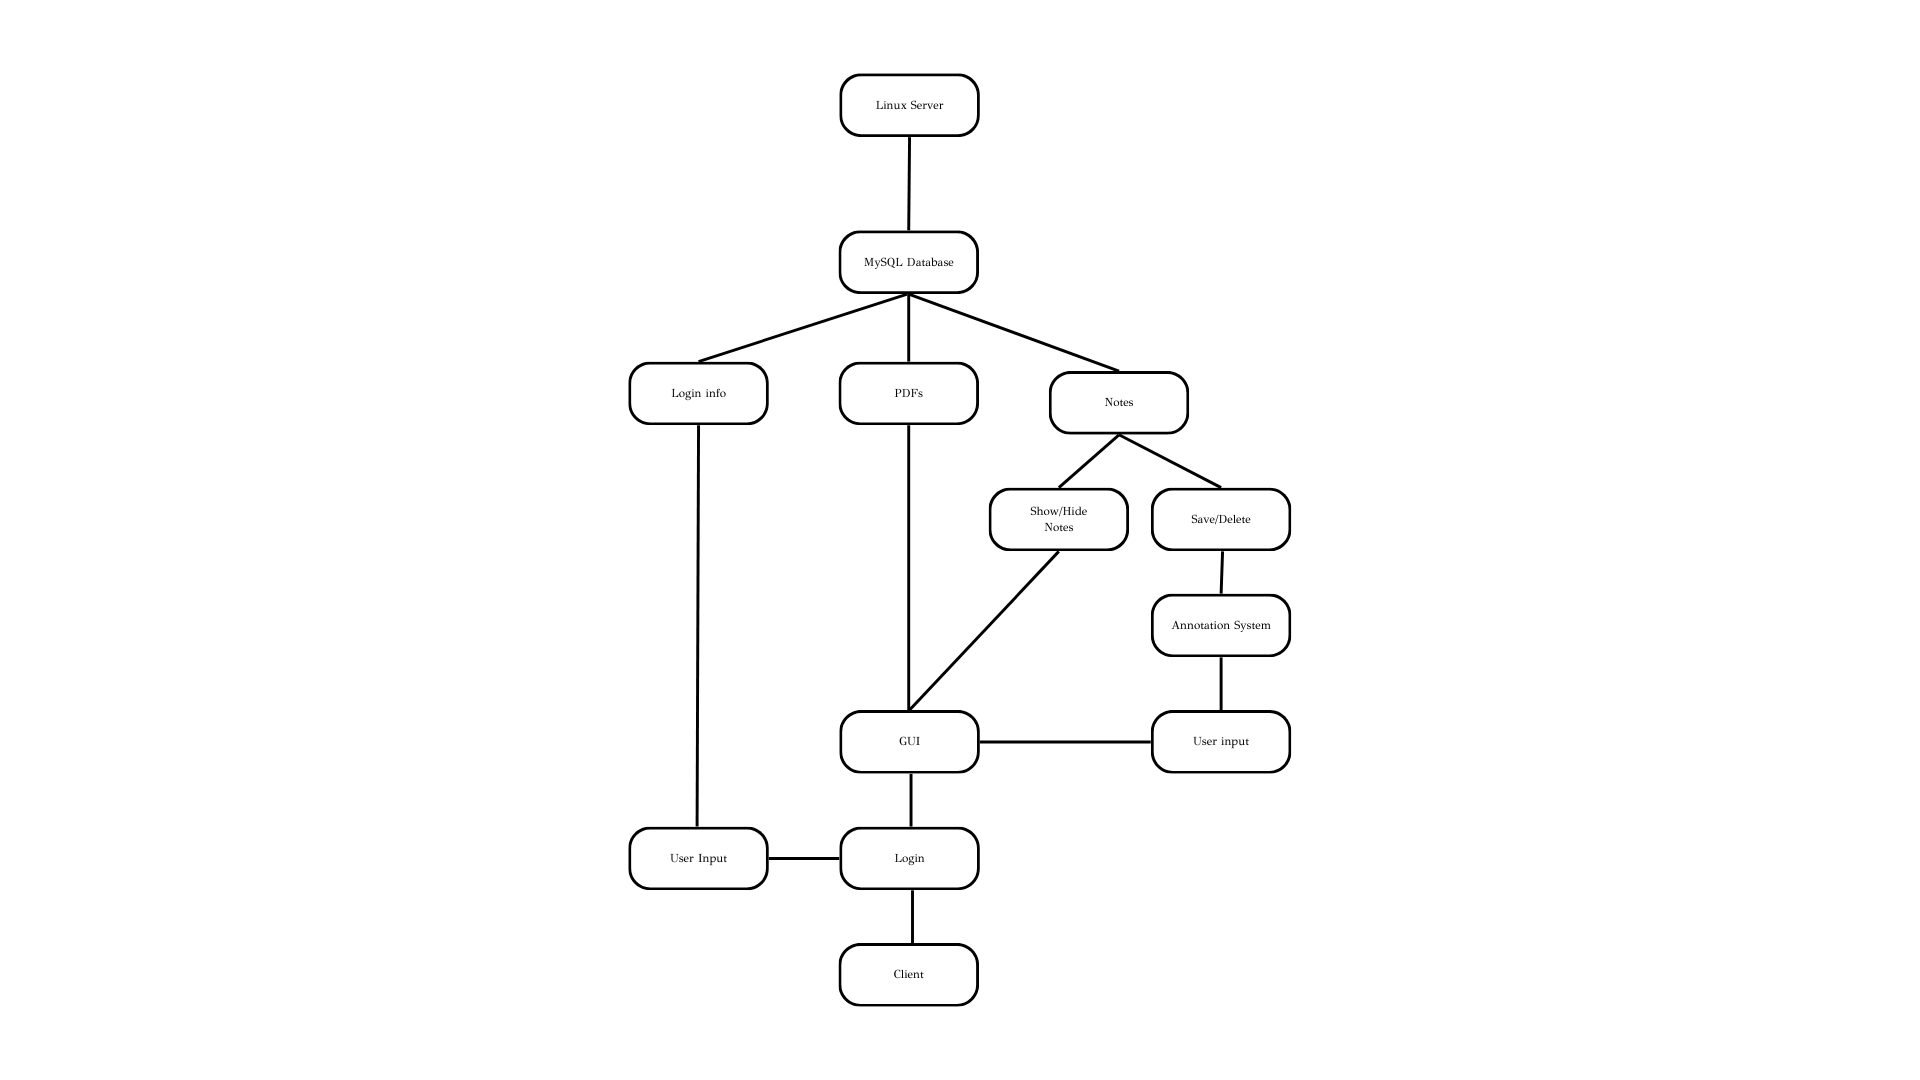 Linux Server
MySQL Database
Login info
PDFs
Notes
Show/Hide
Notes
Save/Delete
Annotation System
GUI
User input
User Input
Login
Client